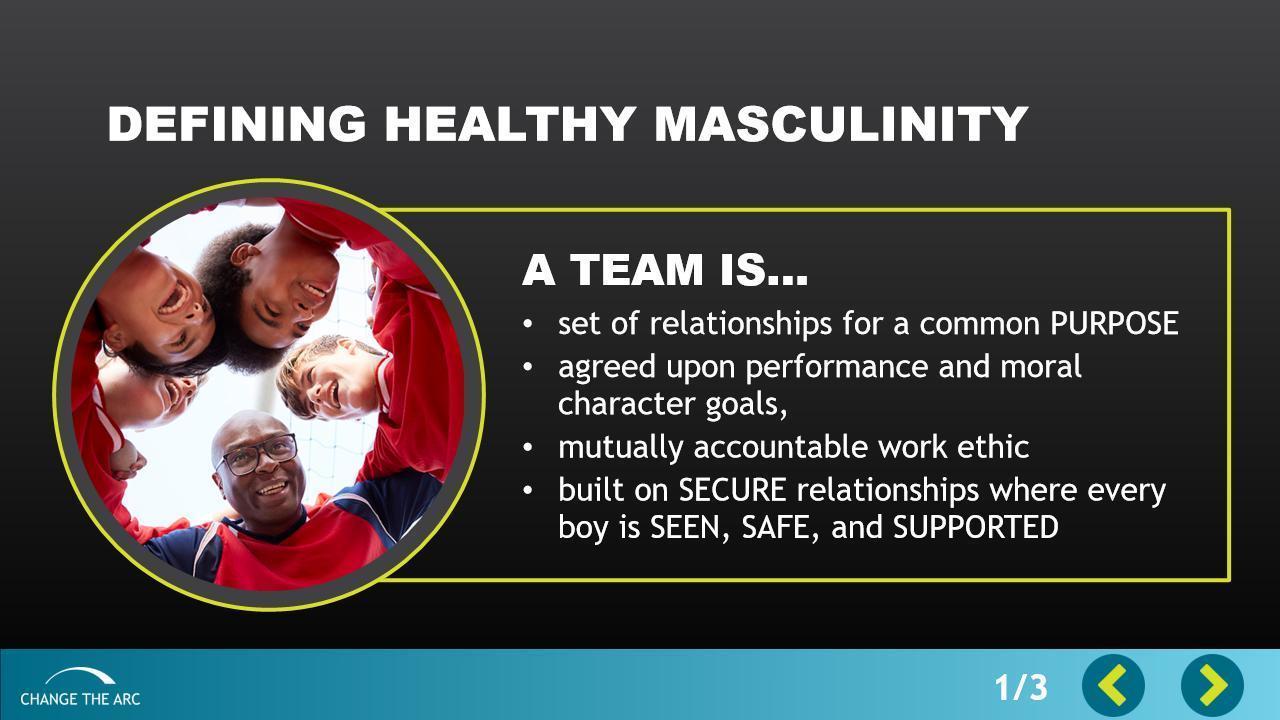 DEFINING HEALTHY MASCULINITY
A TEAM IS...
• set of relationships for a common PURPOSE
• agreed upon performance and moral
character goals,
• mutually accountable work ethic
• built on SECURE relationships where every
boy is SEEN, SAFE, and SUPPORTED
CHANGE THE ARC
1/3